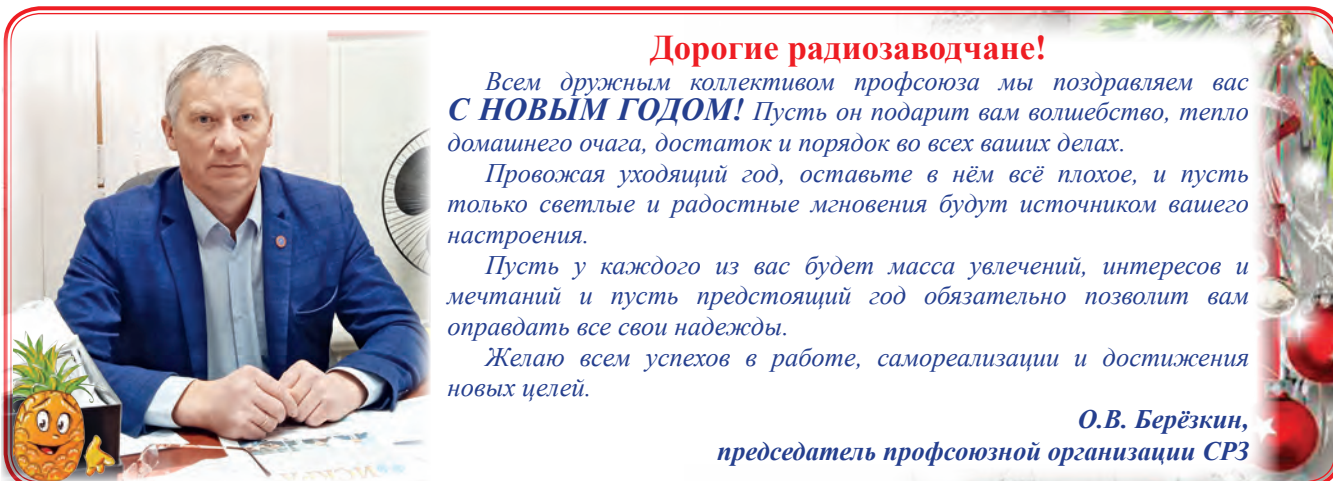 Дорогие радиозаводчане!
Всем дружным коллективом профсоюза мы поздравляем вас
С НОВЫМ ГОДОМ! Пусть он подарит вам волшебство, тепло
домашнего очага, достаток и порядок во всех ваших делах.
Провожая уходящий год, оставьте в нём всё плохое, и пусть
только светлые и радостные мгновения будут источником вашего
настроения.
Пусть у каждого из вас будет масса увлечений, интересов и
мечтаний и пусть предстоящий год обязательно позволит вам
оправдать все свои надежды.
Желаю всем успехов в работе, самореализации и достижения
новых целей.
О.В. Берёзкин,
председатель профсоюзной организации СРЗ